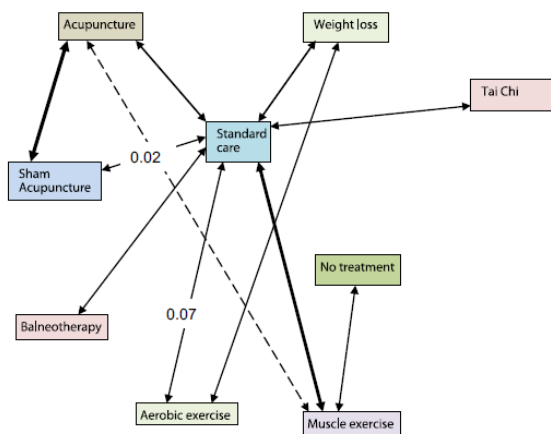 Acupuncture
Weight loss
Tai Chi
Standard
care
0.02
Sham
Acupuncture
No treatment
0.07
Balneotherapy
Aerobic exercise
Muscle exercise